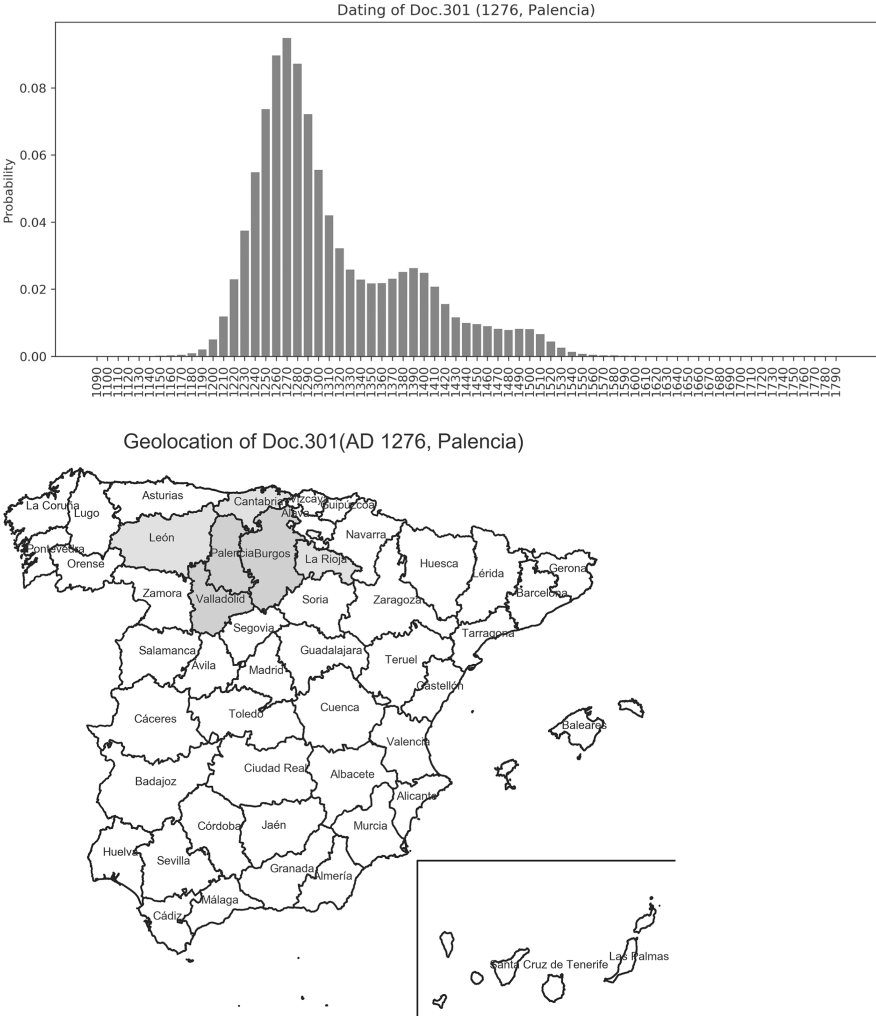 Dating of Doc.301 (1276, Palencia)
Probability
0.08
0.06
0.04
0.02
0.00
1090 1100 1110 1120 1130 1140 1150 1160 1170 1180 1190 1200 1210 1220 1230 1240 1250 1260 1270 1280 1290 1300 1310 1320 1330 1340 1350 1360 1370 1380 1390 1400 1410 1420 1430 1440 1450 1460 1470 1480 1490 1500 1510 1520 1530 1540 1550 1560 1570 1580 1590 1600 1610 1620 1630 1640 1650 1660 1670 1680 1690 1700 1710 1720 1730 1740 1750 1760 1770 1780 1790
Geolocation of Doc.301(AD 1276, Palencia)
La Coruña
Lugo
Asturias
Cantabria
Vizcaya
Guipúzcoa
Álava
Pontevedra
Orense
León
Palencia
Burgos
La Rioja
Navarra
Huesca
Lérida
Gerona
Barcelona
Zamora
Valladolid
Soria
Zaragoza
Tarragona
Segovia
Salamanca
Ávila
Madrid
Guadalajara
Teruel
Castellón
Cáceres
Toledo
Cuenca
Valencia
Baleares
Badajoz
Ciudad Real
Albacete
Alicante
Huelva
Sevilla
Córdoba
Jaén
Murcia
Granada
Almería
Málaga
Cádiz
Santa Cruz de Tenerife
Las Palmas